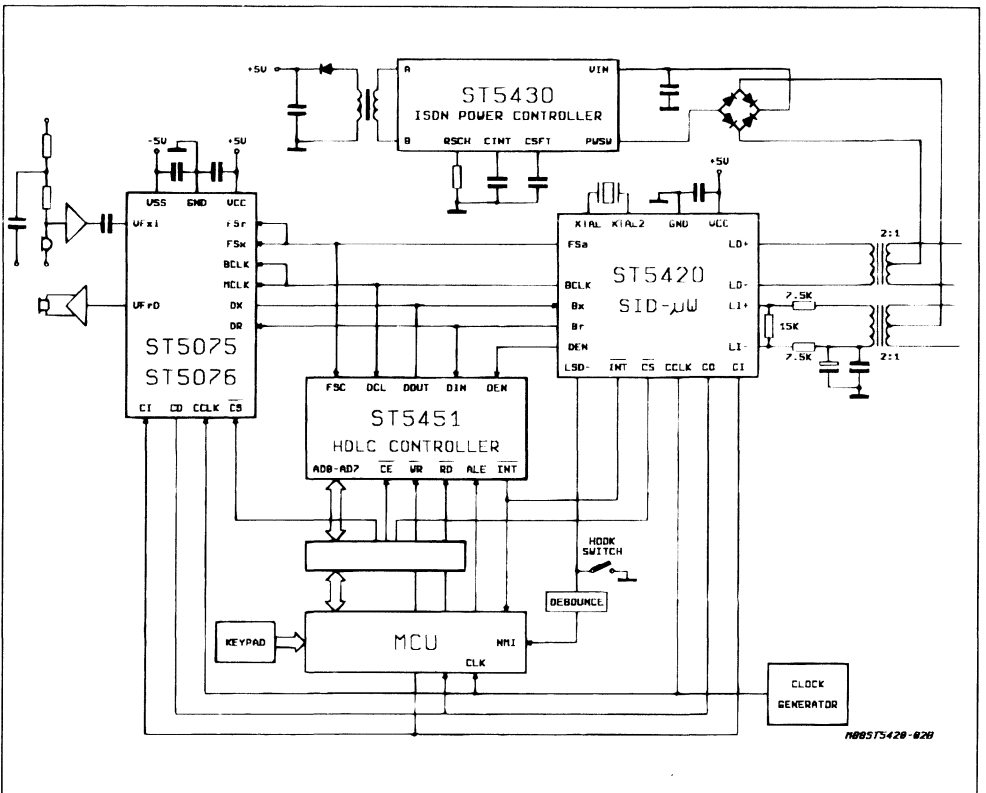 +5V
A
VIN
ST5430
ISDN POWER CONTROLLER
B
RSCH
CINT
CSFT
PWSW
-5V
+5V
VSS
GND
VCC
VFxI
FSr
FSx
BCLK
MCLK
DX
DR
VFrO
ST5075
ST5076
CI
CO
CCLK
CS
+5V
XTAL
XTAL2
GND
VCC
FSa
LO+
BCLK
ST5420
LO-
Bx
SID-µW
LI+
Br
DEN
LI-
LSD-
INT
CS
CCLK
CO
CI
2:1
7.5K
15K
7.5K
2:1
FSC
DCL
DOUT
DIN
DEN
ST5451
HDLC CONTROLLER
AD0-AD7
CE
WR
RD
ALE
INT
HOOK
SWITCH
DEBOUNCE
KEYPAD
MCU
NMI
CLK
CLOCK
GENERATOR
M88ST5420-02B